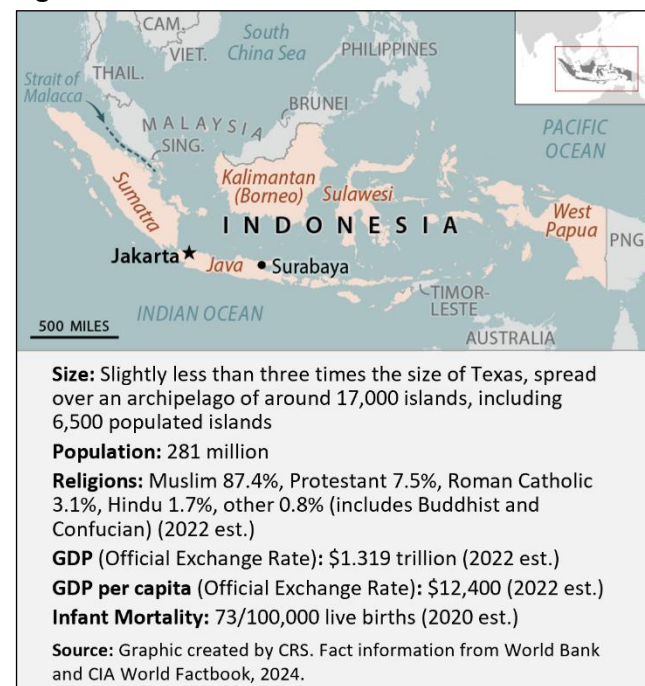 CAM.
South
China Sea
VIET.
PHILIPPINES
Strait of
Malacca
THAIL.
BRUNEI
MALAYSIA
SING.
PACIFIC
OCEAN
Kalimantan
(Borneo)
Sulawesi
Sumatra
INDONESIA
West
Papua
PNG
Jakarta
Java
Surabaya
TIMOR-
LESTE
INDIAN OCEAN
500 MILES
AUSTRALIA
Size: Slightly less than three times the size of Texas, spread
over an archipelago of around 17,000 islands, including
6,500 populated islands
Population: 281 million
Religions: Muslim 87.4%, Protestant 7.5%, Roman Catholic
3.1%, Hindu 1.7%, other 0.8% (includes Buddhist and
Confucian) (2022 est.)
GDP (Official Exchange Rate): $1.319 trillion (2022 est.)
GDP per capita (Official Exchange Rate): $12,400 (2022 est.)
Infant Mortality: 73/100,000 live births (2020 est.)
Source: Graphic created by CRS. Fact information from World Bank
and CIA World Factbook, 2024.